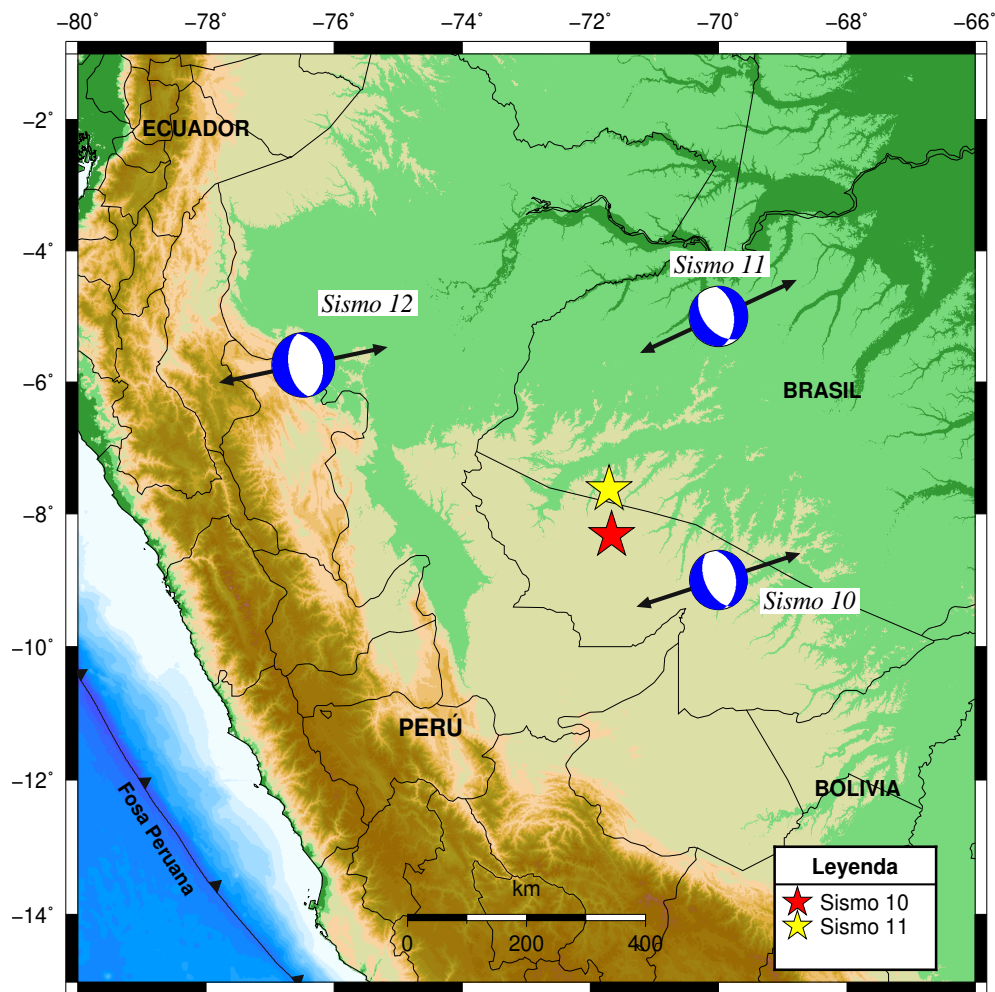 −80 −78 −76 −74 −72 −70 −68 −66
−2°
−4°
−6°
−8°
−10°
−12°
−14°
ECUADOR
Sismo 11
Sismo 12
BRASIL
Sismo 10
PERÚ
BOLIVIA
Fosa Peruana
km
0 200 400
Leyenda
Sismo 10
Sismo 11